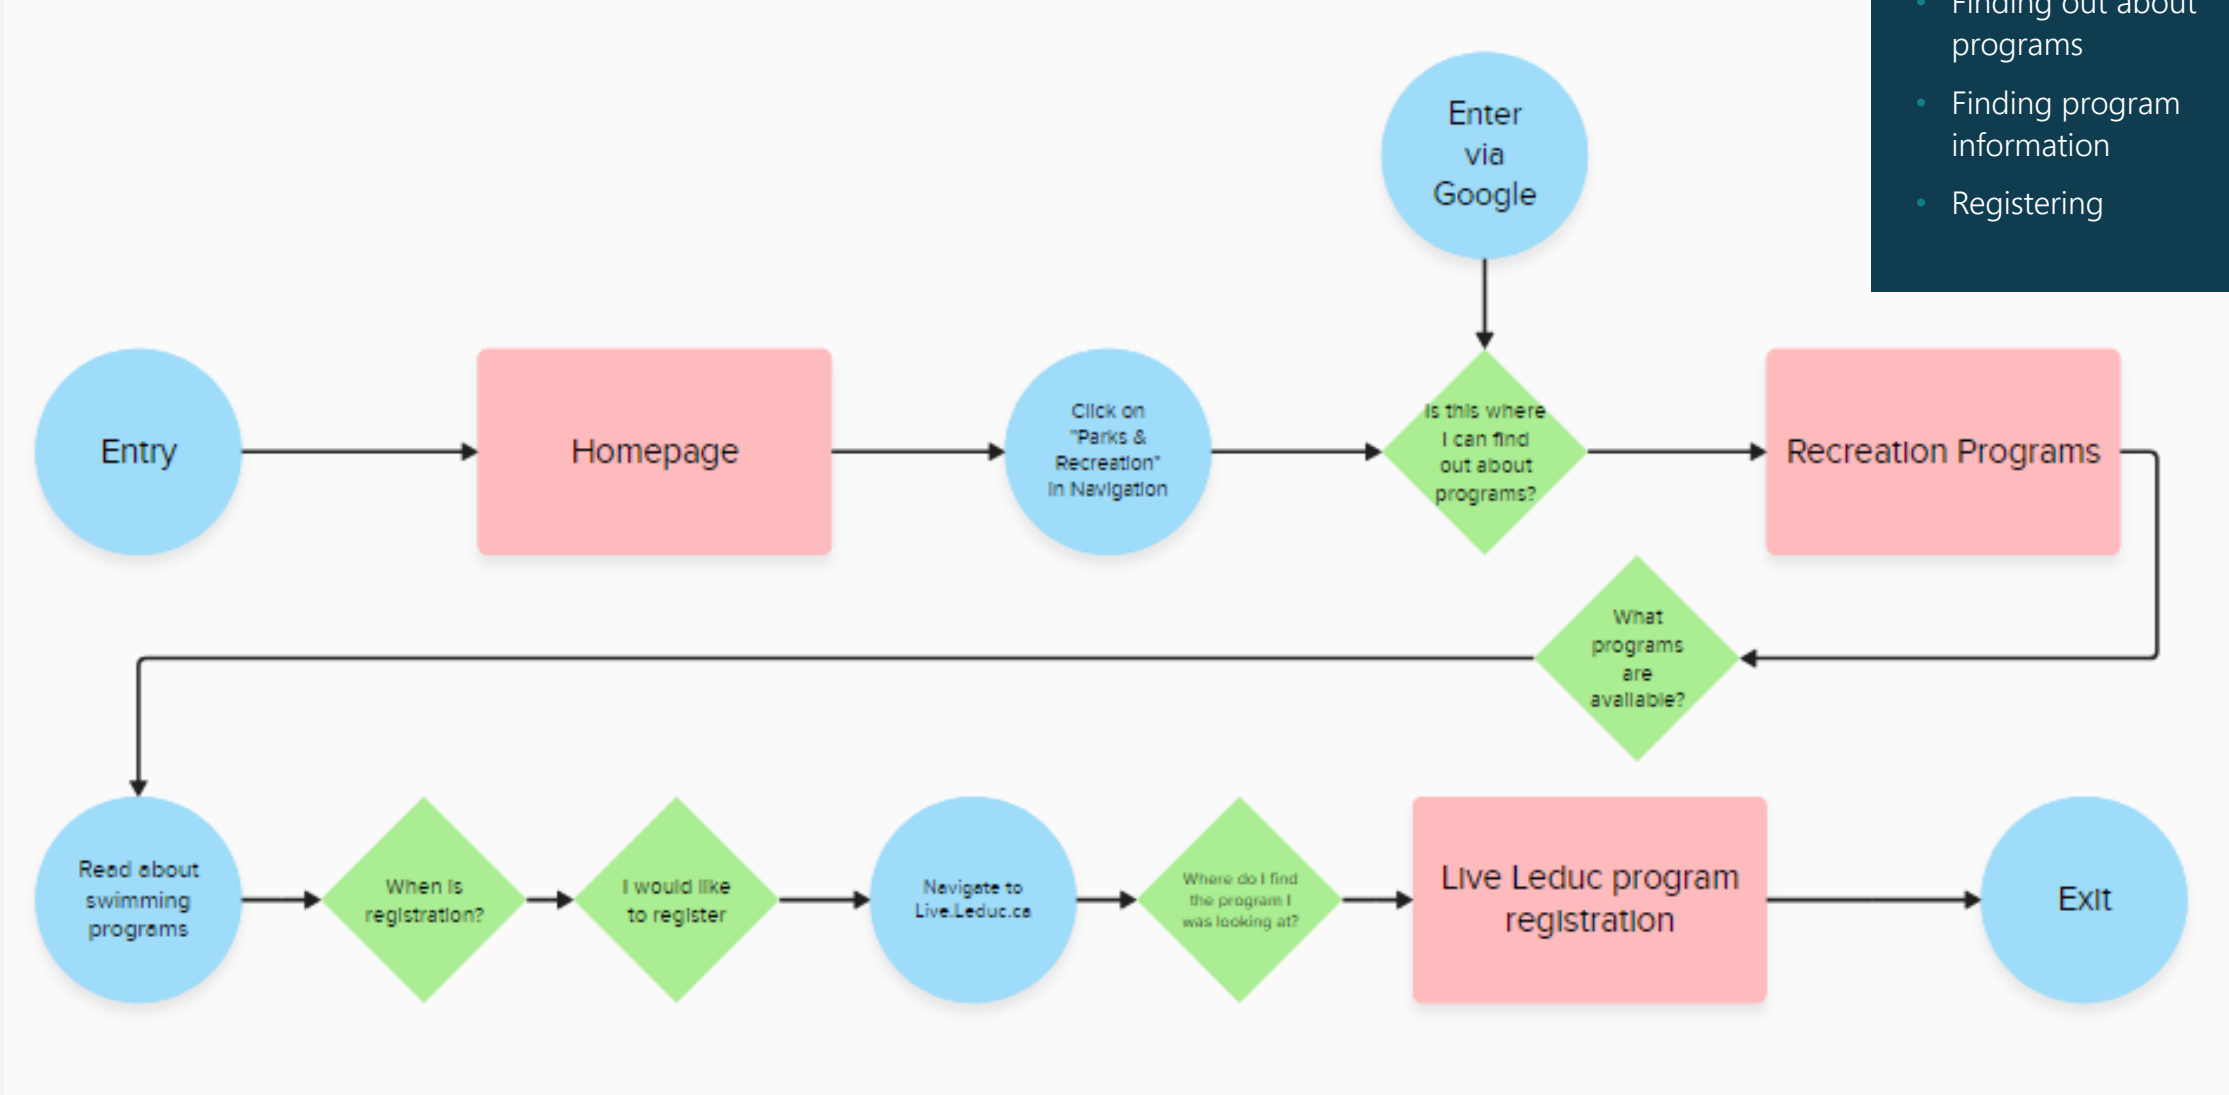 Finding out about
programs
Finding program
information
Registering
Enter
via
Google
Entry
Homepage
Click on
"Parks &
Recreation"
in Navigation
Is this where
I can find
out about
programs?
Recreation Programs
What
programs
are
available?
Read about
swimming
programs
When is
registration?
I would like
to register
Navigate to
Live.Leduc.ca
Where do I find
the program I
was looking at?
Live Leduc program
registration
Exit